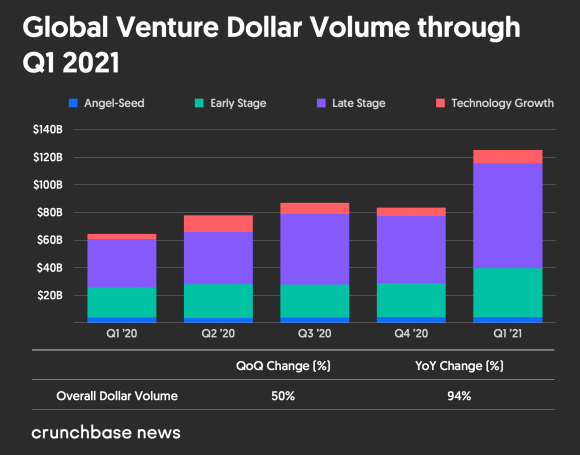 Global Venture Dollar Volume through
Q1 2021
Angel-Seed Early Stage Late Stage Technology Growth
$140B
$120B
$100B
$80B
$60B
$40B
$20B
Q1 '20 Q2 '20 Q3 '20 Q4 '20 Q1 '21
QoQ Change (%) YoY Change (%)
Overall Dollar Volume 50% 94%
crunchbase news